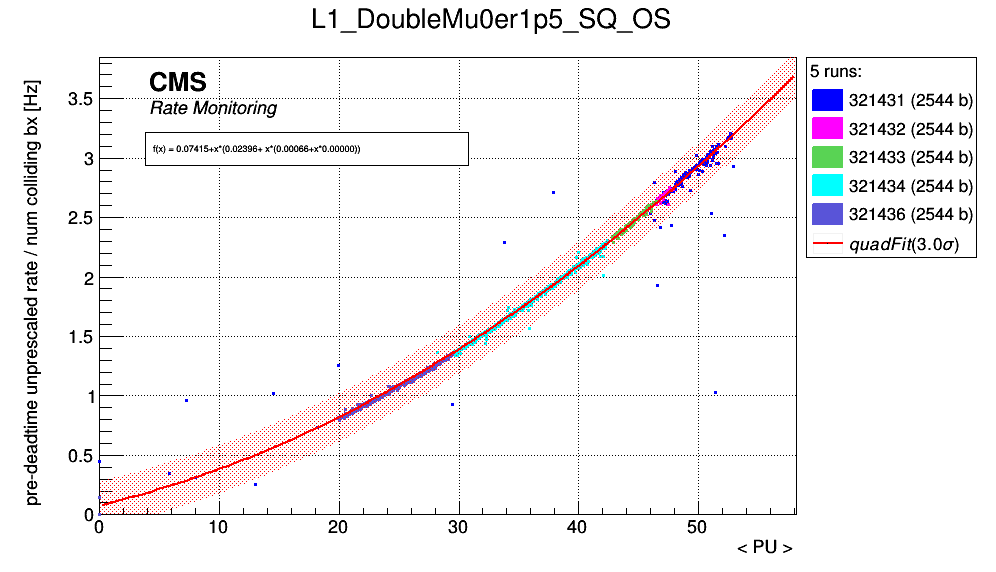 L1_DoubleMu0er1p5_SQ_OS
pre-deadtime unprescaled rate / num colliding bx [Hz]
CMS
Rate Monitoring
f(x) = 0.07415+x*(0.02396+ x*(0.00066+x*0.00000))
3.5
3
2.5
2
1.5
1
0.5
0
0 10 20 30 40 50
< PU >
5 runs:
321431 (2544 b)
321432 (2544 b)
321433 (2544 b)
321434 (2544 b)
321436 (2544 b)
quadFit(3.0σ)